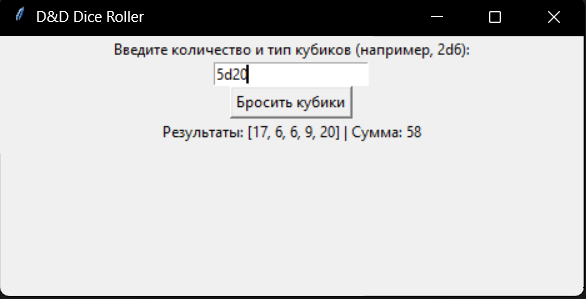 D&D Dice Roller
Введите количество и тип кубиков (например, 2d6):
5d20
Бросить кубики
Результаты: [17, 6, 6, 9, 20] | Сумма: 58